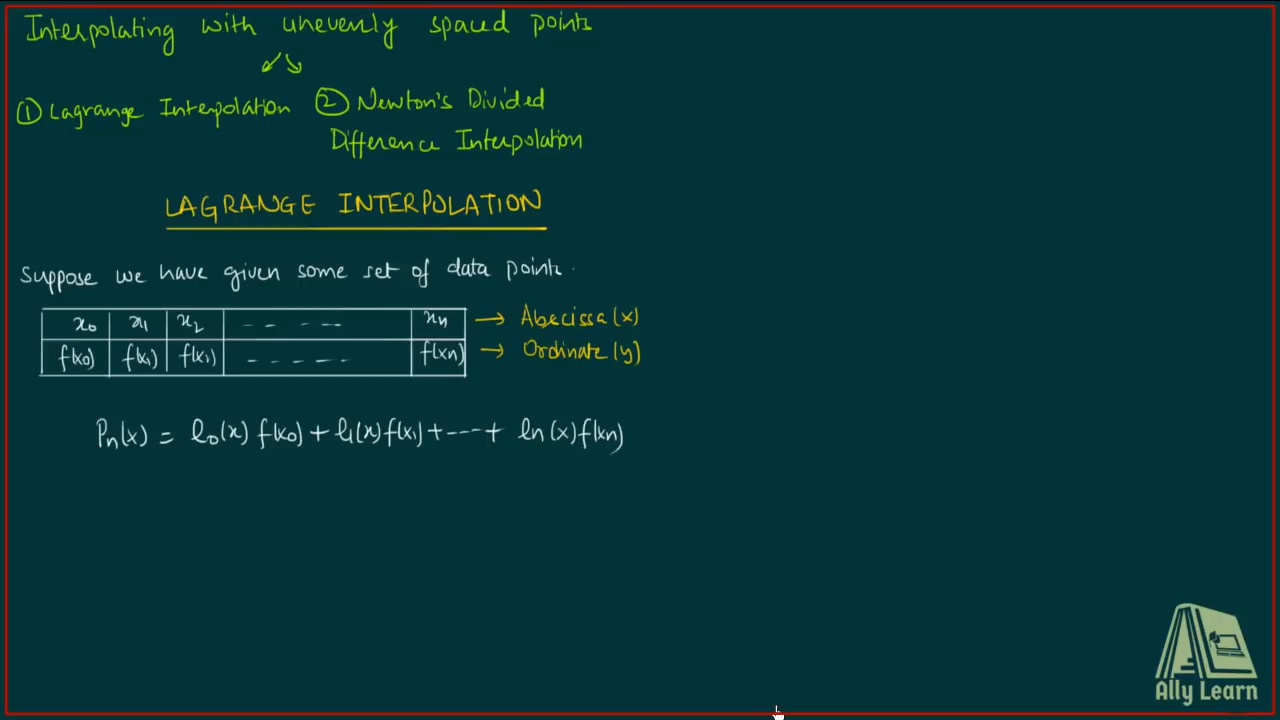 Interpolating with unevenly spaced points
① Lagrange Interpolation ② Newton's Divided
Difference Interpolation
LAGRANGE INTERPOLATION
Suppose we have given some set of data points.
x₀ x₁ x₂ -- - -- xₙ → Abscissa (x)
f(x₀) f(x₁) f(x₁) ----- f(xₙ) → Ordinate (y)
Pₙ(x) = l₀(x) f(x₀) + l₁(x) f(x₁) + ---- + lₙ(x) f(xₙ)
Ally Learn